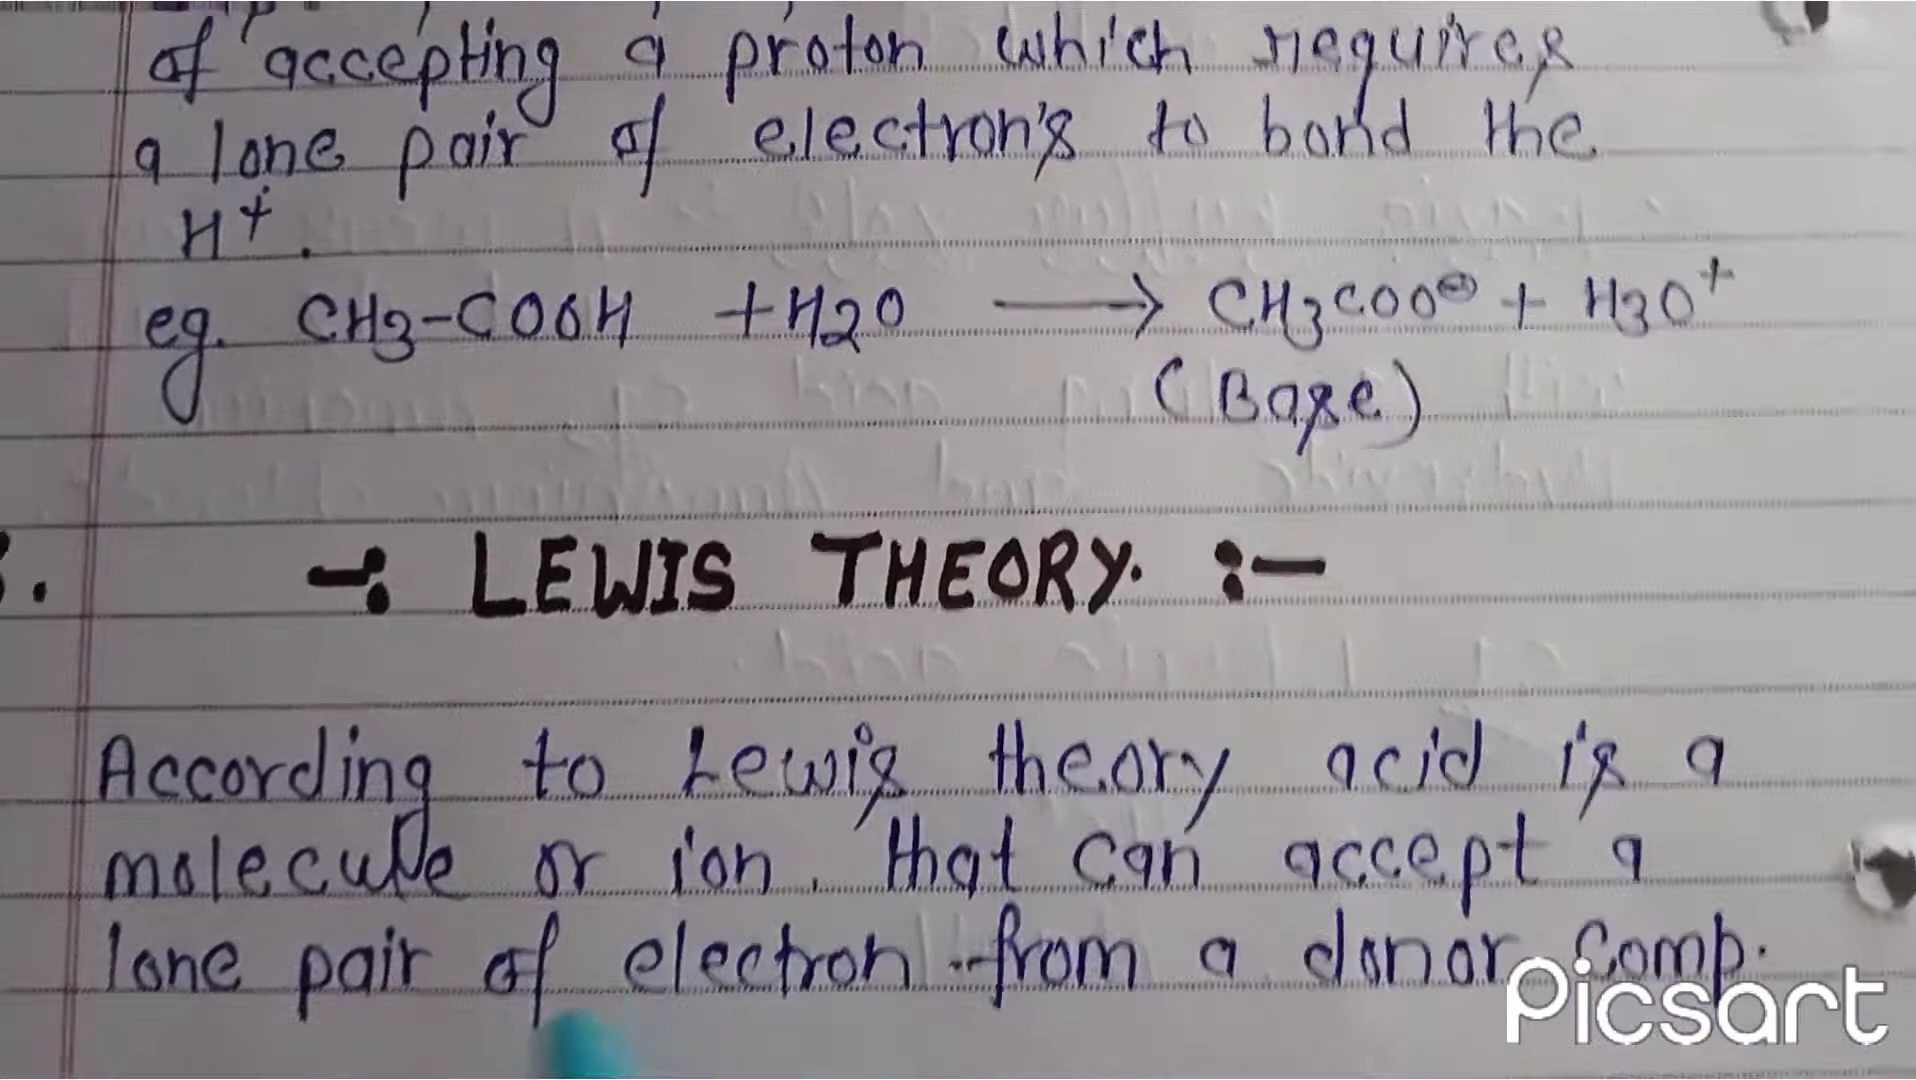 of accepting a proton which requires
a lone pair of electron's to bond the
H⁺.
eg. CH3-COOH +H2O ⟶ CH3COO⊖ + H3O⁺
(Base)
-: LEWIS THEORY. :-
According to Lewis theory acid is a
molecule or ion. that can accept a
lone pair of electron from a donor comp.
Picsart